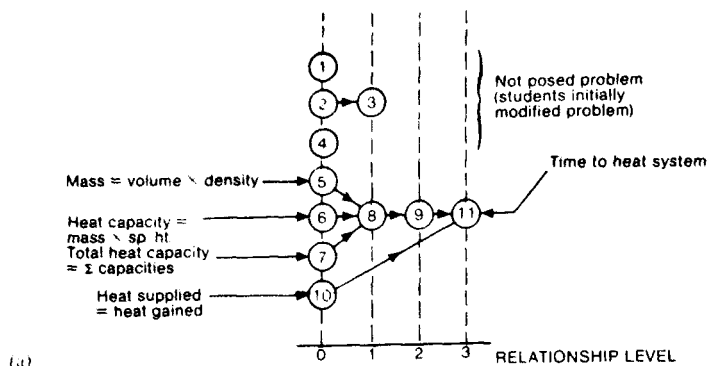 1
2
3
4
Not posed problem
(students initially
modified problem)
Time to heat system
Mass = volume × density
5
Heat capacity =
mass × sp ht
6
8
9
11
Total heat capacity
= Σ capacities
7
Heat supplied
= heat gained
10
0
1
2
3
RELATIONSHIP LEVEL